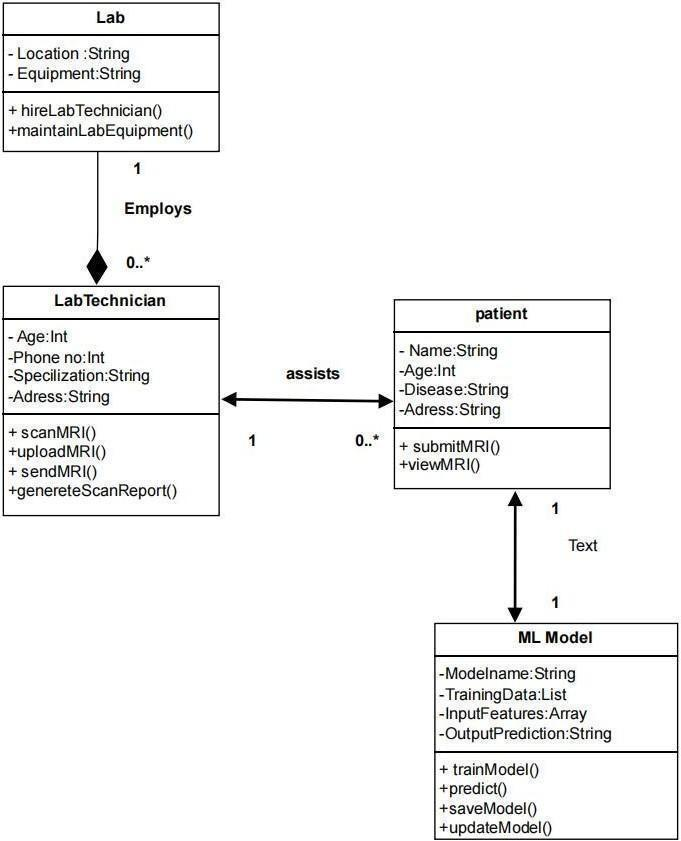 Lab
- Location :String
- Equipment:String
+ hireLabTechnician()
+maintainLabEquipment()
1
Employs
0..*
LabTechnician
- Age:Int
-Phone no:Int
-Specilization:String
-Adress:String
+ scanMRI()
+uploadMRI()
+ sendMRI()
+genereteScanReport()
assists
1
0..*
patient
- Name:String
-Age:Int
-Disease:String
-Adress:String
+ submitMRI()
+viewMRI()
1
Text
1
ML Model
-Modelname:String
-TrainingData:List
-InputFeatures:Array
-OutputPrediction:String
+ trainModel()
+predict()
+saveModel()
+updateModel()